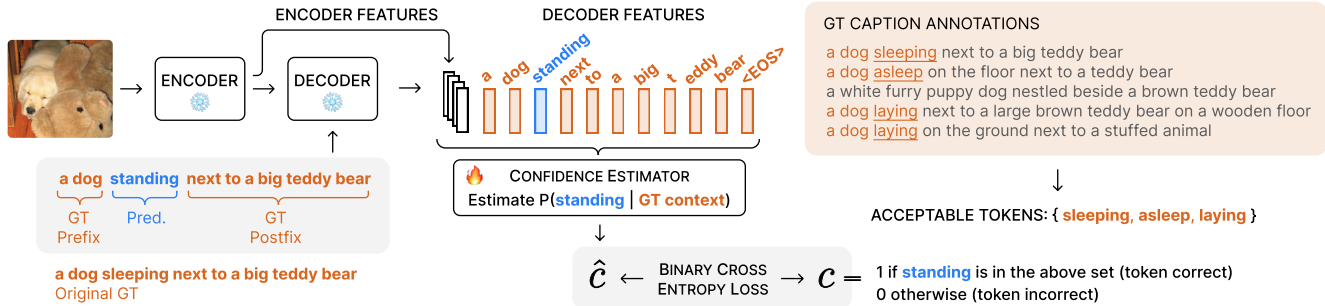 ENCODER FEATURES
DECODER FEATURES
ENCODER
DECODER
a dog standing next to a big t eddy bear <EOS>
a dog standing next to a big teddy bear
GT Prefix
Pred.
GT Postfix
a dog sleeping next to a big teddy bear
Original GT
CONFIDENCE ESTIMATOR
Estimate P(standing | GT context)
GT CAPTION ANNOTATIONS
a dog sleeping next to a big teddy bear
a dog asleep on the floor next to a teddy bear
a white furry puppy dog nestled beside a brown teddy bear
a dog laying next to a large brown teddy bear on a wooden floor
a dog laying on the ground next to a stuffed animal
ACCEPTABLE TOKENS: { sleeping, asleep, laying }
ĉ
BINARY CROSS
ENTROPY LOSS
c =
1 if standing is in the above set (token correct)
0 otherwise (token incorrect)